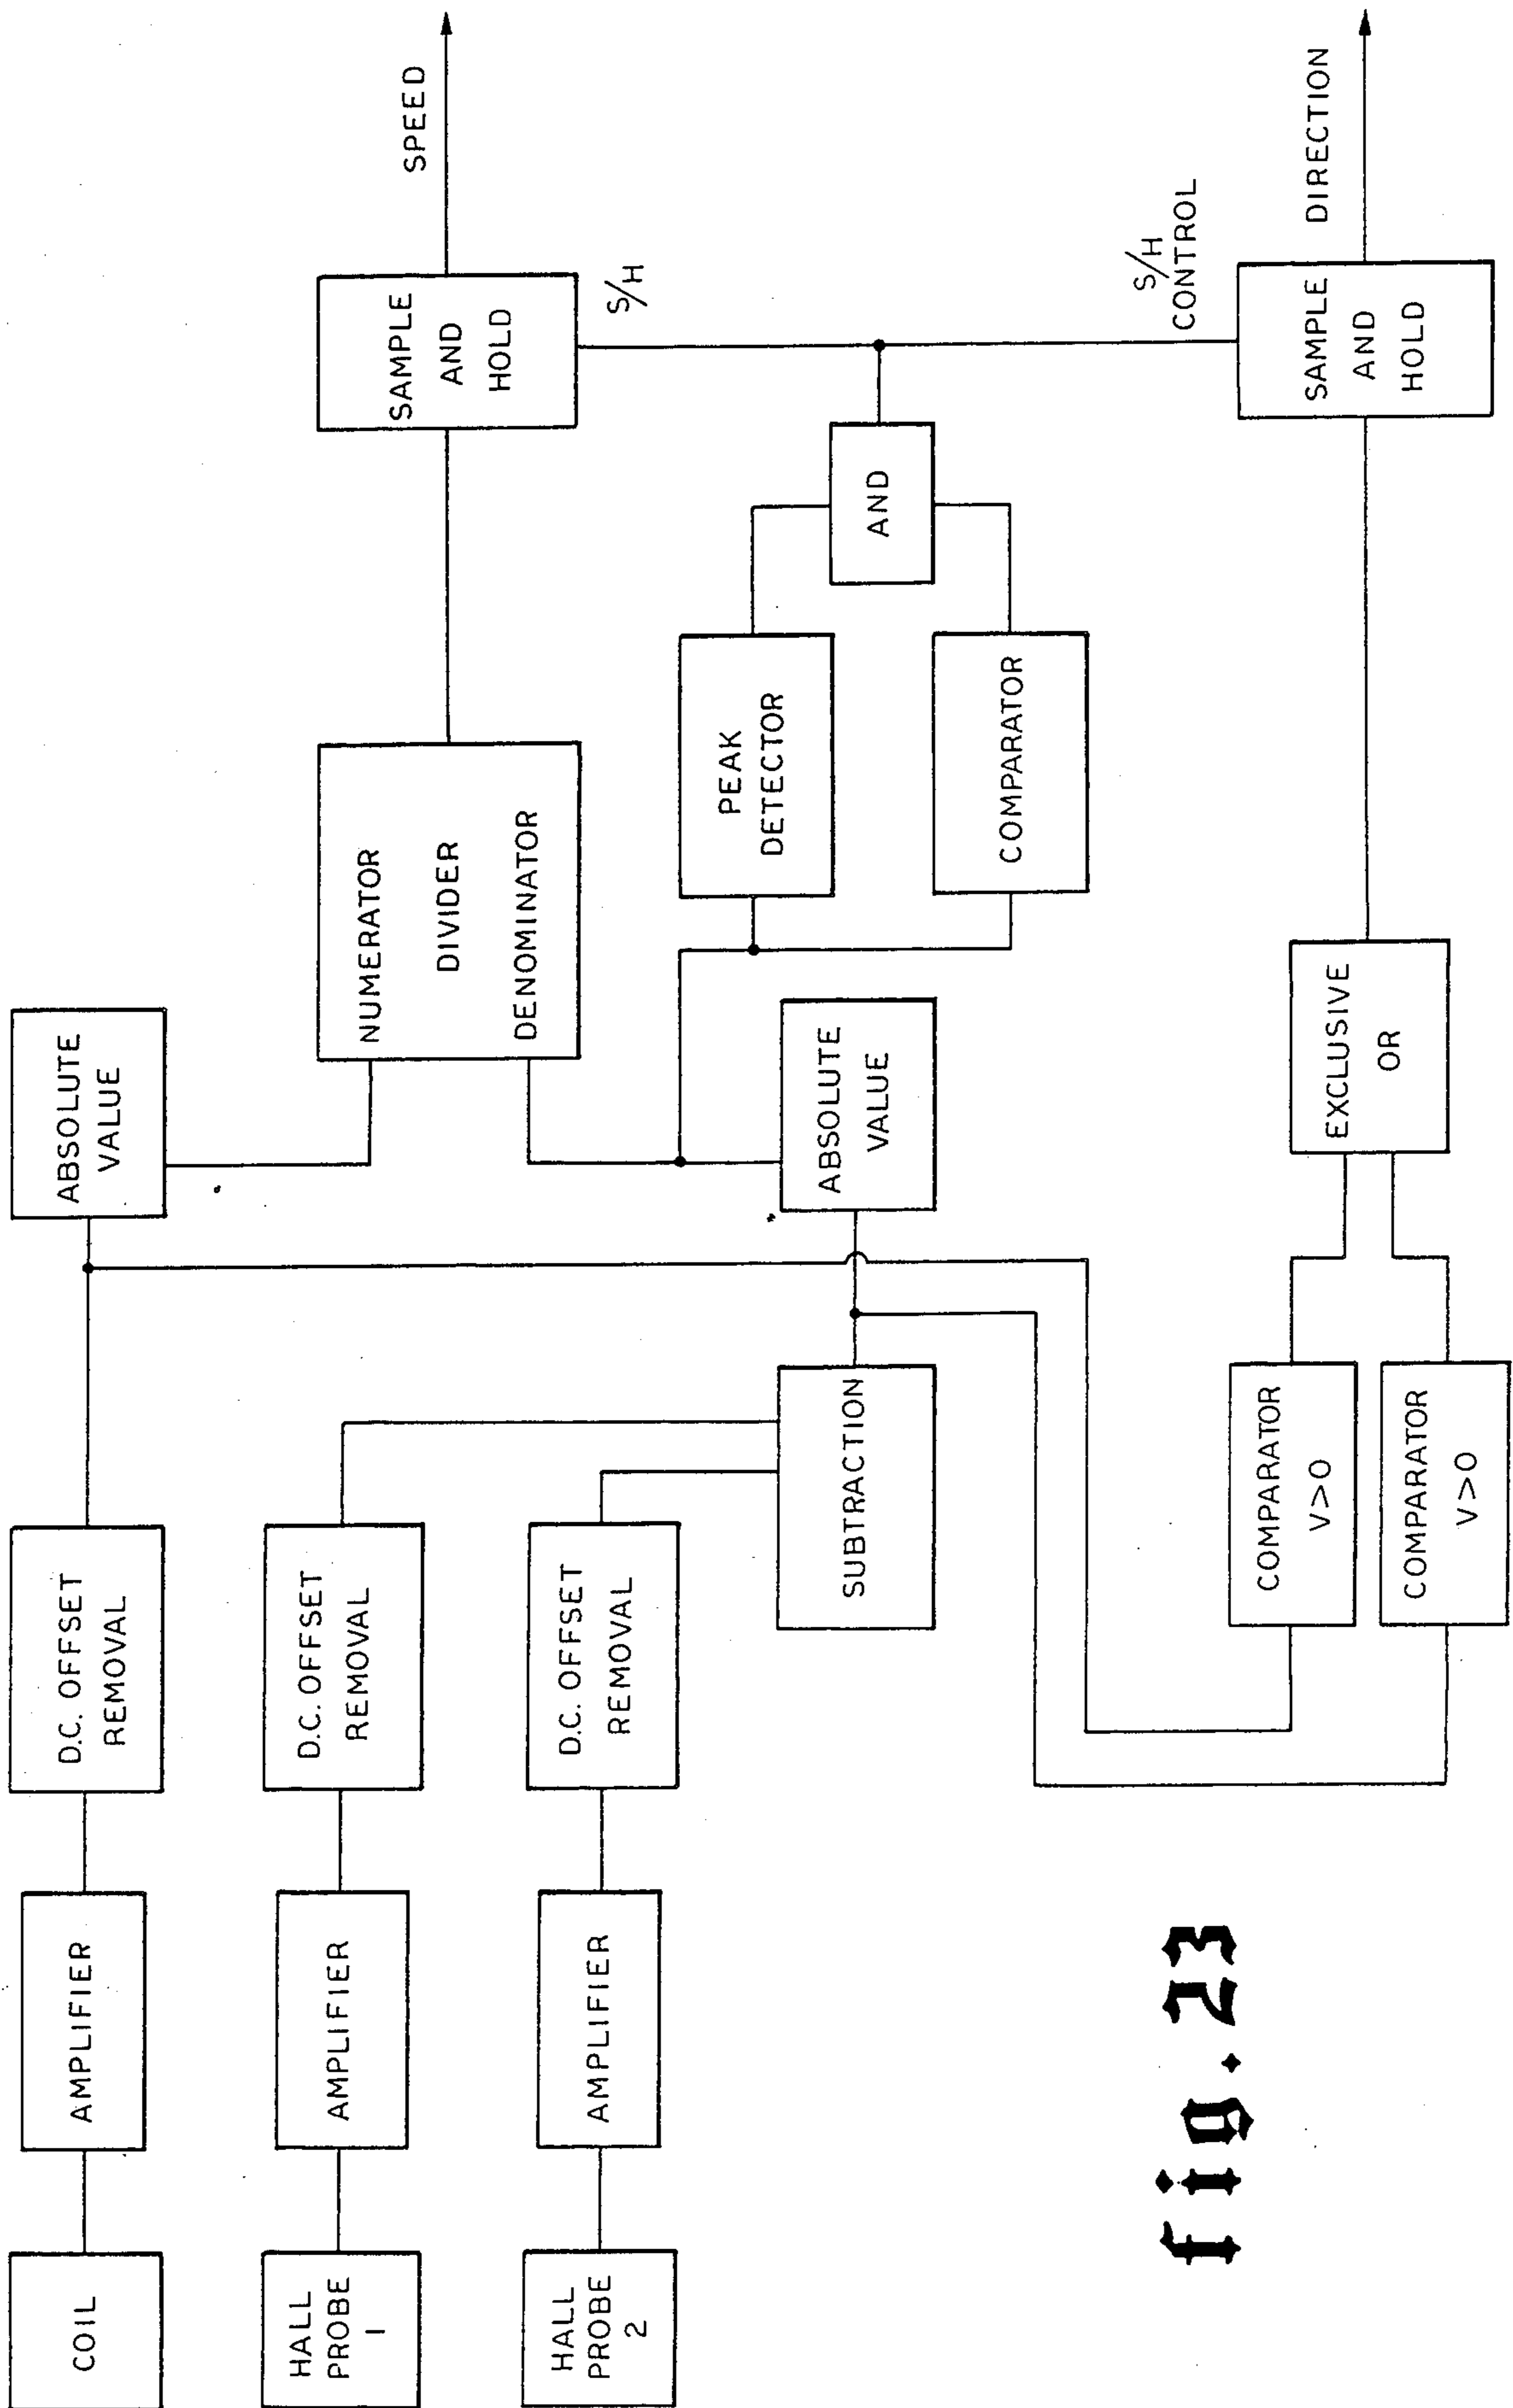 COIL
AMPLIFIER
D.C. OFFSET
REMOVAL
ABSOLUTE
VALUE
HALL
PROBE
1
AMPLIFIER
D.C. OFFSET
REMOVAL
HALL
PROBE
2
AMPLIFIER
D.C. OFFSET
REMOVAL
SUBTRACTION
ABSOLUTE
VALUE
NUMERATOR
DIVIDER
DENOMINATOR
SAMPLE
AND
HOLD
SPEED
S/H
PEAK
DETECTOR
COMPARATOR
AND
S/H
CONTROL
COMPARATOR
V>0
COMPARATOR
V>0
EXCLUSIVE
OR
SAMPLE
AND
HOLD
DIRECTION
fig. 23